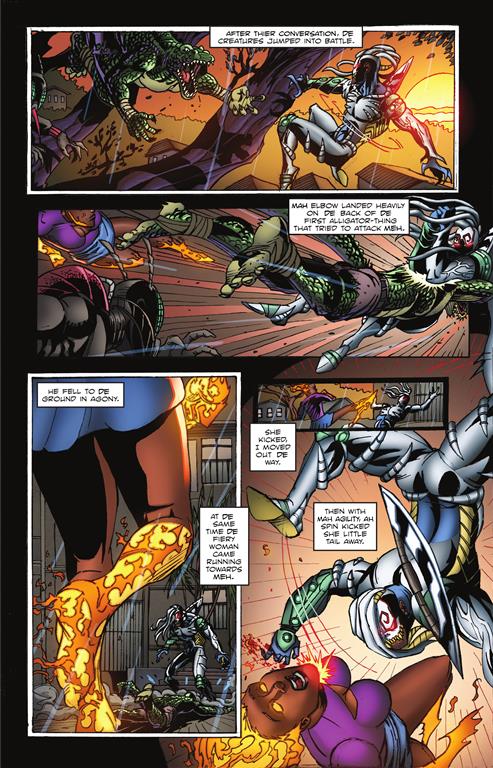 AFTER THIER CONVERSATION, DE
CREATURES JUMPED INTO BATTLE.
MAH ELBOW LANDED HEAVILY
ON DE BACK OF DE
FIRST ALLIGATOR-THING
THAT TRIED TO ATTACK MEH.
HE FELL TO DE
GROUND IN AGONY.
AT DE
SAME TIME
DE FIERY
WOMAN
CAME
RUNNING
TOWARDS
MEH.
SHE
KICKED,
I MOVED
OUT DE
WAY.
THEN WITH
MAH AGILITY, AH
SPIN KICKED
SHE LITTLE
TAIL AWAY.